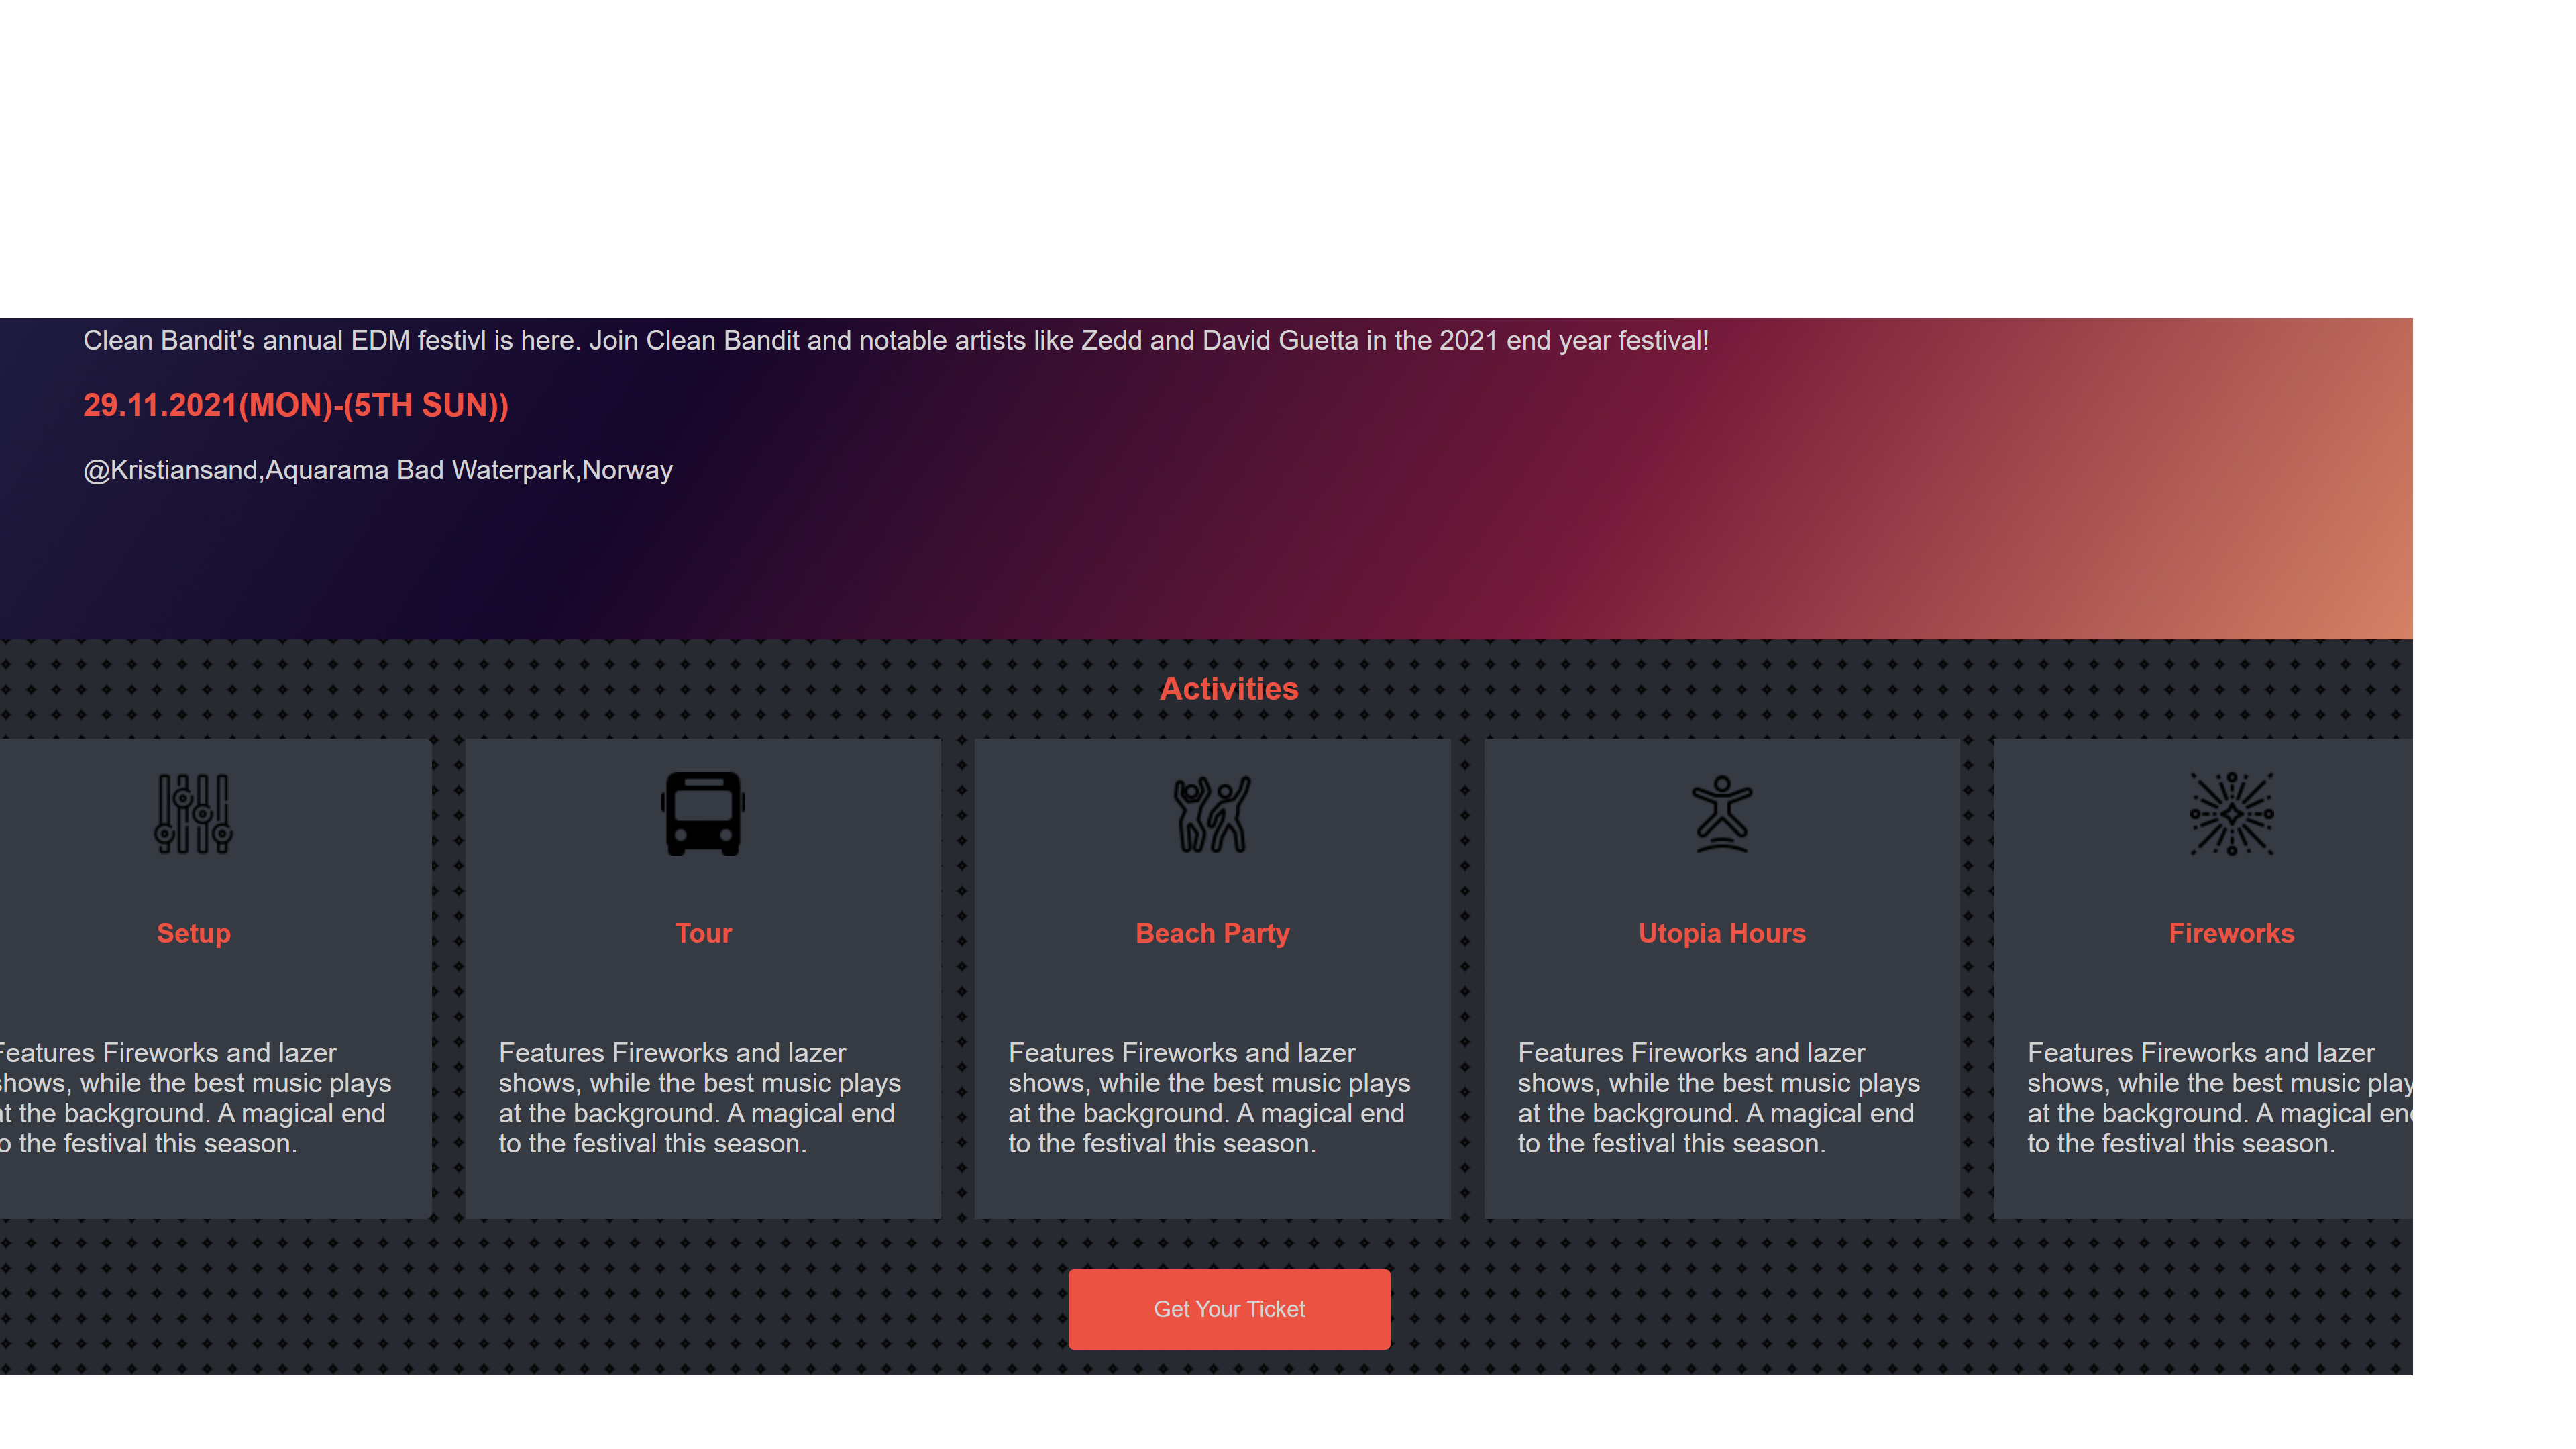 Clean Bandit's annual EDM festivl is here. Join Clean Bandit and notable artists like Zedd and David Guetta in the 2021 end year festival!
29.11.2021(MON)-(5TH SUN))
@Kristiansand,Aquarama Bad Waterpark,Norway
Activities
Setup
Features Fireworks and lazer
shows, while the best music plays
at the background. A magical end
to the festival this season.
Tour
Features Fireworks and lazer
shows, while the best music plays
at the background. A magical end
to the festival this season.
Beach Party
Features Fireworks and lazer
shows, while the best music plays
at the background. A magical end
to the festival this season.
Utopia Hours
Features Fireworks and lazer
shows, while the best music plays
at the background. A magical end
to the festival this season.
Fireworks
Features Fireworks and lazer
shows, while the best music play
at the background. A magical end
to the festival this season.
Get Your Ticket